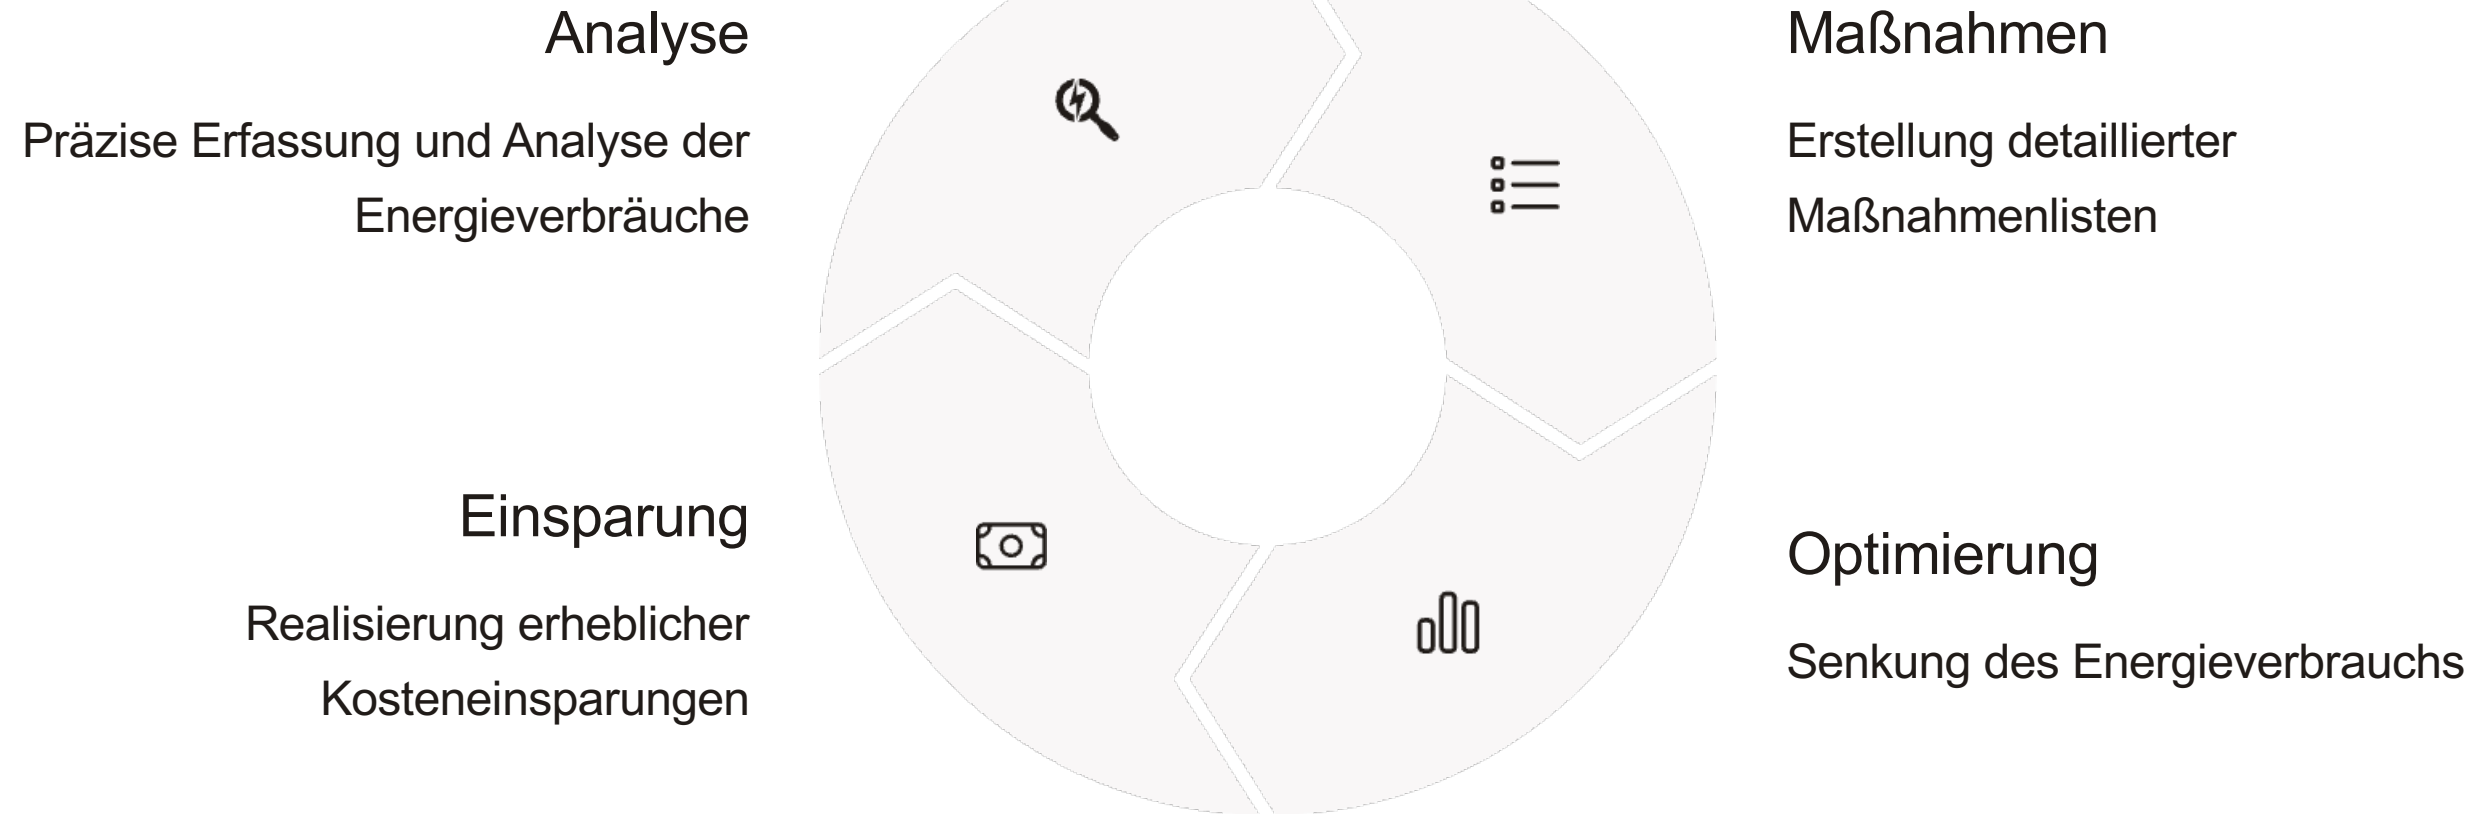 Analyse
Präzise Erfassung und Analyse der
Energieverbräuche
Maßnahmen
Erstellung detaillierter
Maßnahmenlisten
Einsparung
Realisierung erheblicher
Kosteneinsparungen
Optimierung
Senkung des Energieverbrauchs